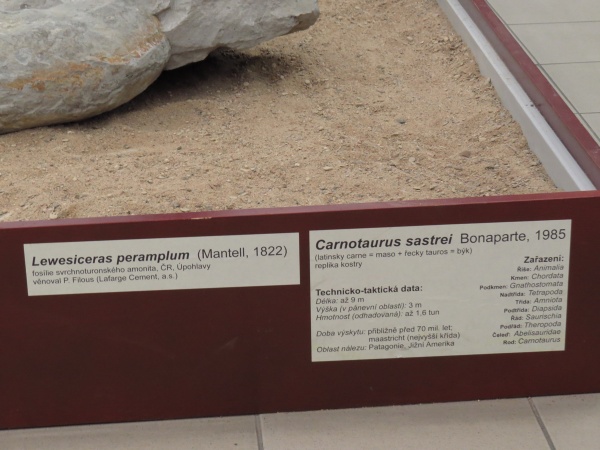 Lewesiceras peramplum (Mantell, 1822)
fosilie svrchnoturonského amonita, ČR, Úpohlavy
věnoval P. Filous (Lafarge Cement, a.s.)
Carnotaurus sastrei Bonaparte, 1985
(latinsky carne = maso + řecky tauros = býk)
replika kostry
Technicko-taktická data:
Délka: až 9 m
Výška (v pánevní oblasti): 3 m
Hmotnost (odhadovaná): až 1,6 tun
Doba výskytu: přibližně před 70 mil. let;
maastricht (nejvyšší křída)
Oblast nálezu: Patagonie, Jižní Amerika
Zařazení:
Říše: Animalia
Kmen: Chordata
Podkmen: Gnathostomata
Nadtřída: Tetrapoda
Třída: Amniota
Podtřída: Diapsida
Řád: Saurischia
Podřád: Theropoda
Čeleď: Abelisauridae
Rod: Carnotaurus